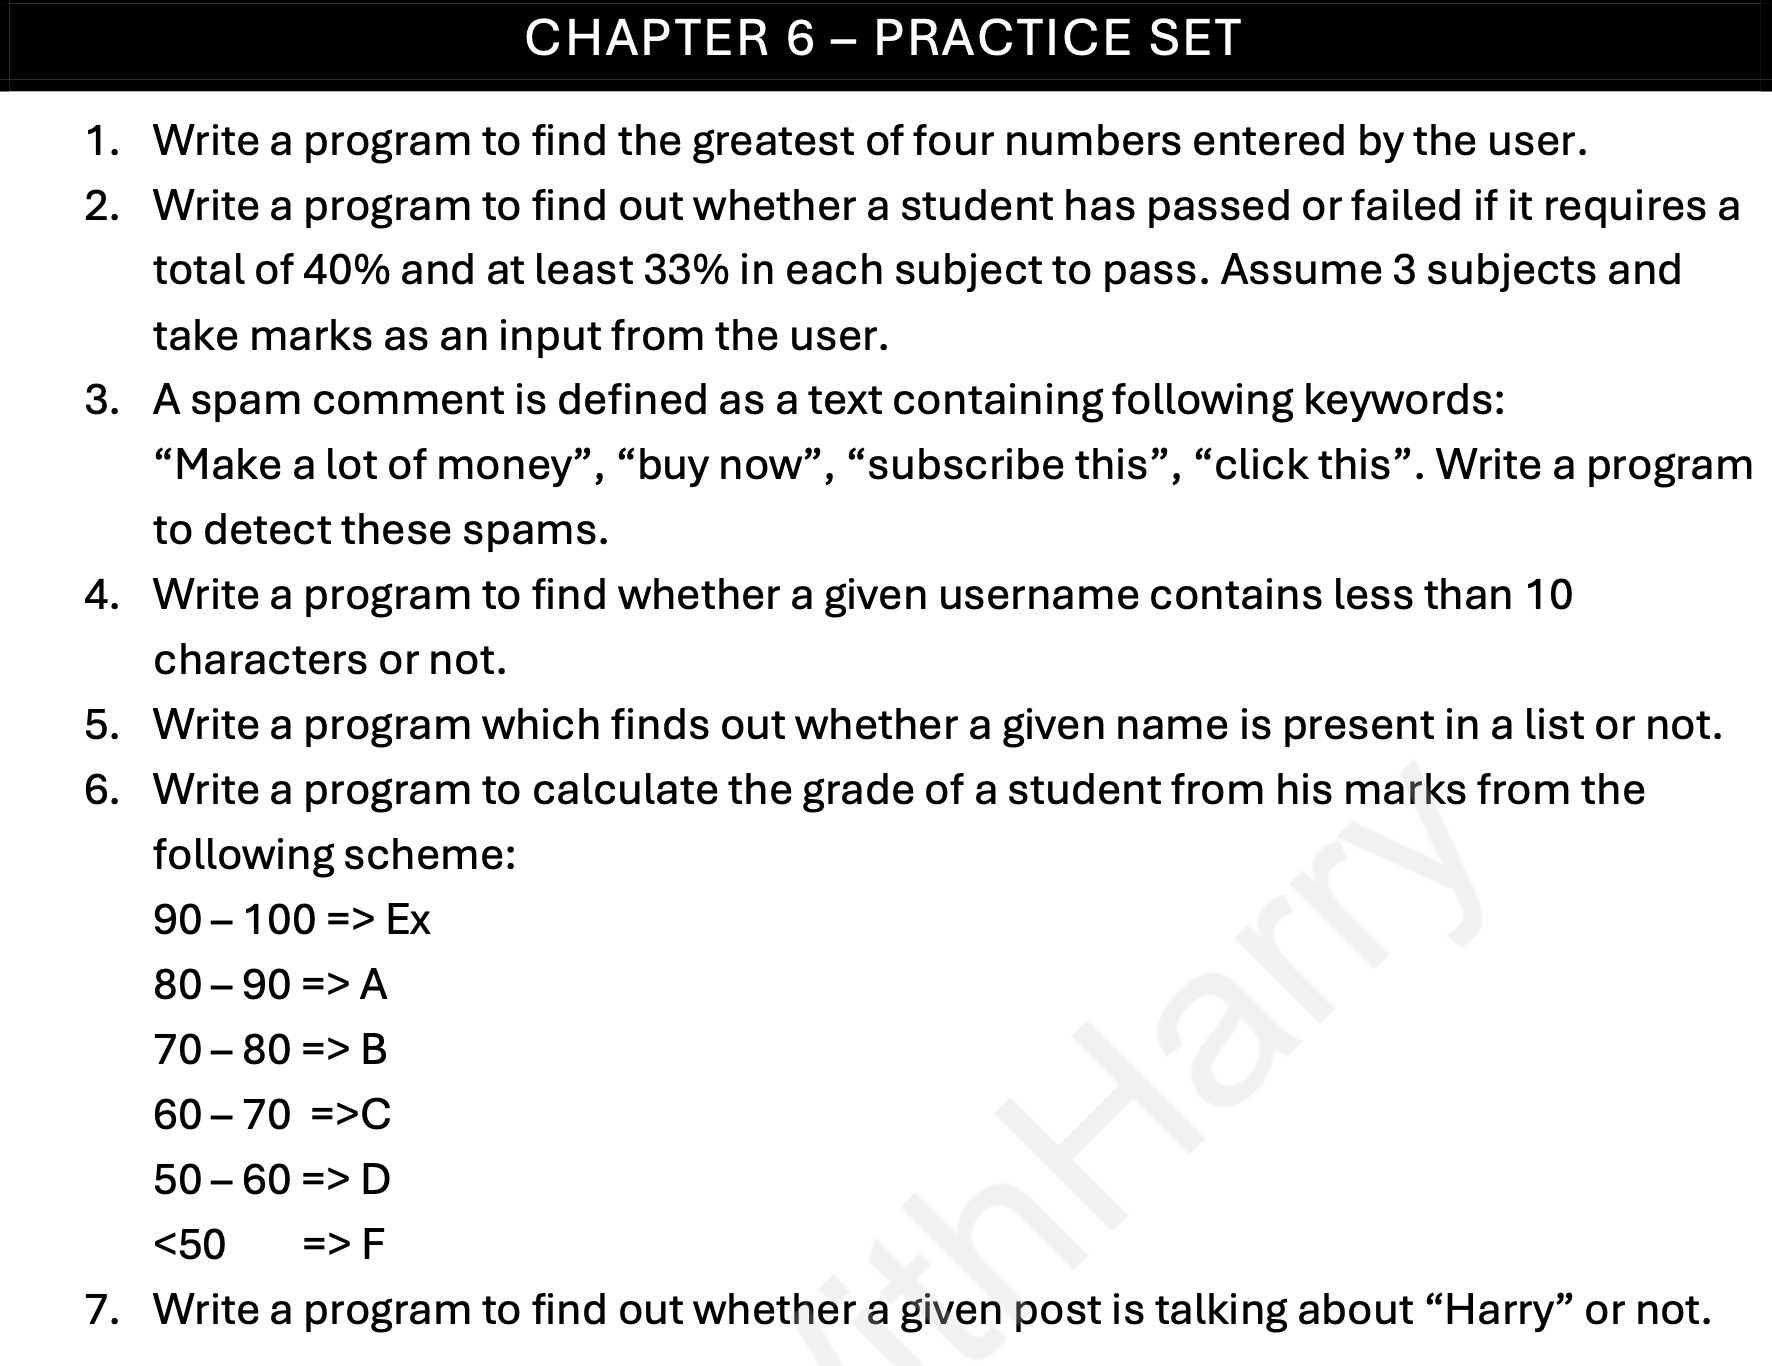 CHAPTER 6 – PRACTICE SET
1. Write a program to find the greatest of four numbers entered by the user.
2. Write a program to find out whether a student has passed or failed if it requires a
total of 40% and at least 33% in each subject to pass. Assume 3 subjects and
take marks as an input from the user.
3. A spam comment is defined as a text containing following keywords:
“Make a lot of money”, “buy now”, “subscribe this”, “click this”. Write a program
to detect these spams.
4. Write a program to find whether a given username contains less than 10
characters or not.
5. Write a program which finds out whether a given name is present in a list or not.
6. Write a program to calculate the grade of a student from his marks from the
following scheme:
90 – 100 => Ex
80 – 90 => A
70 – 80 => B
60 – 70 =>C
50 – 60 => D
<50 => F
7. Write a program to find out whether a given post is talking about “Harry” or not.
ithHarry